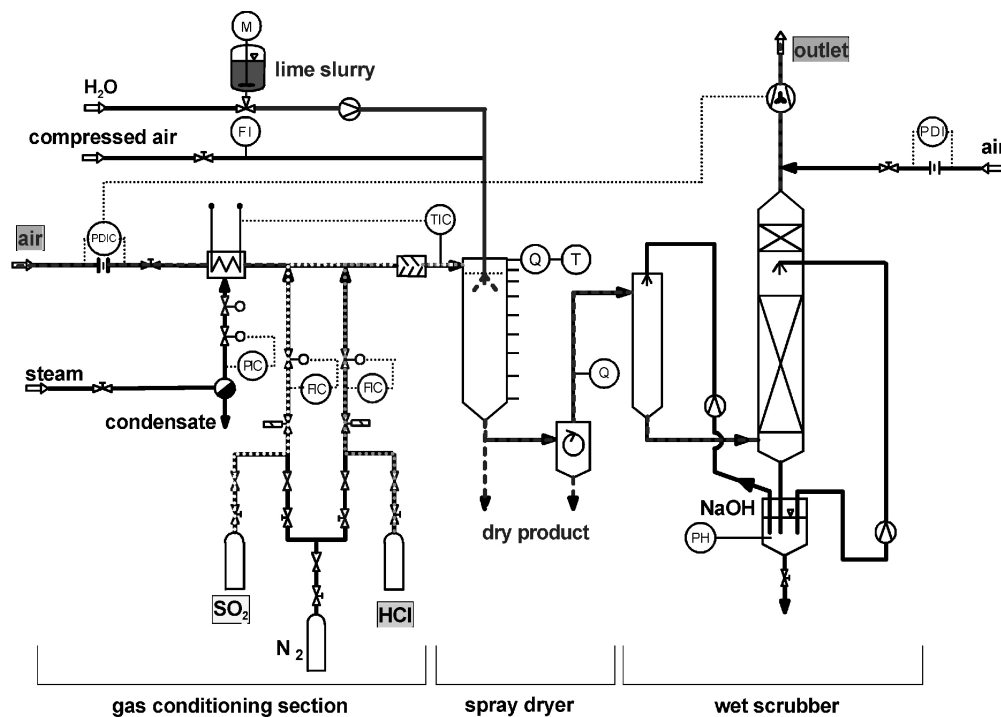 M
outlet
lime slurry
H₂O
FI
compressed air
PDI
air
TIC
air
PDIC
Q
T
PIC
FIC
FIC
Q
steam
condensate
NaOH
dry product
PH
SO₂
HCl
N₂
gas conditioning section
spray dryer
wet scrubber